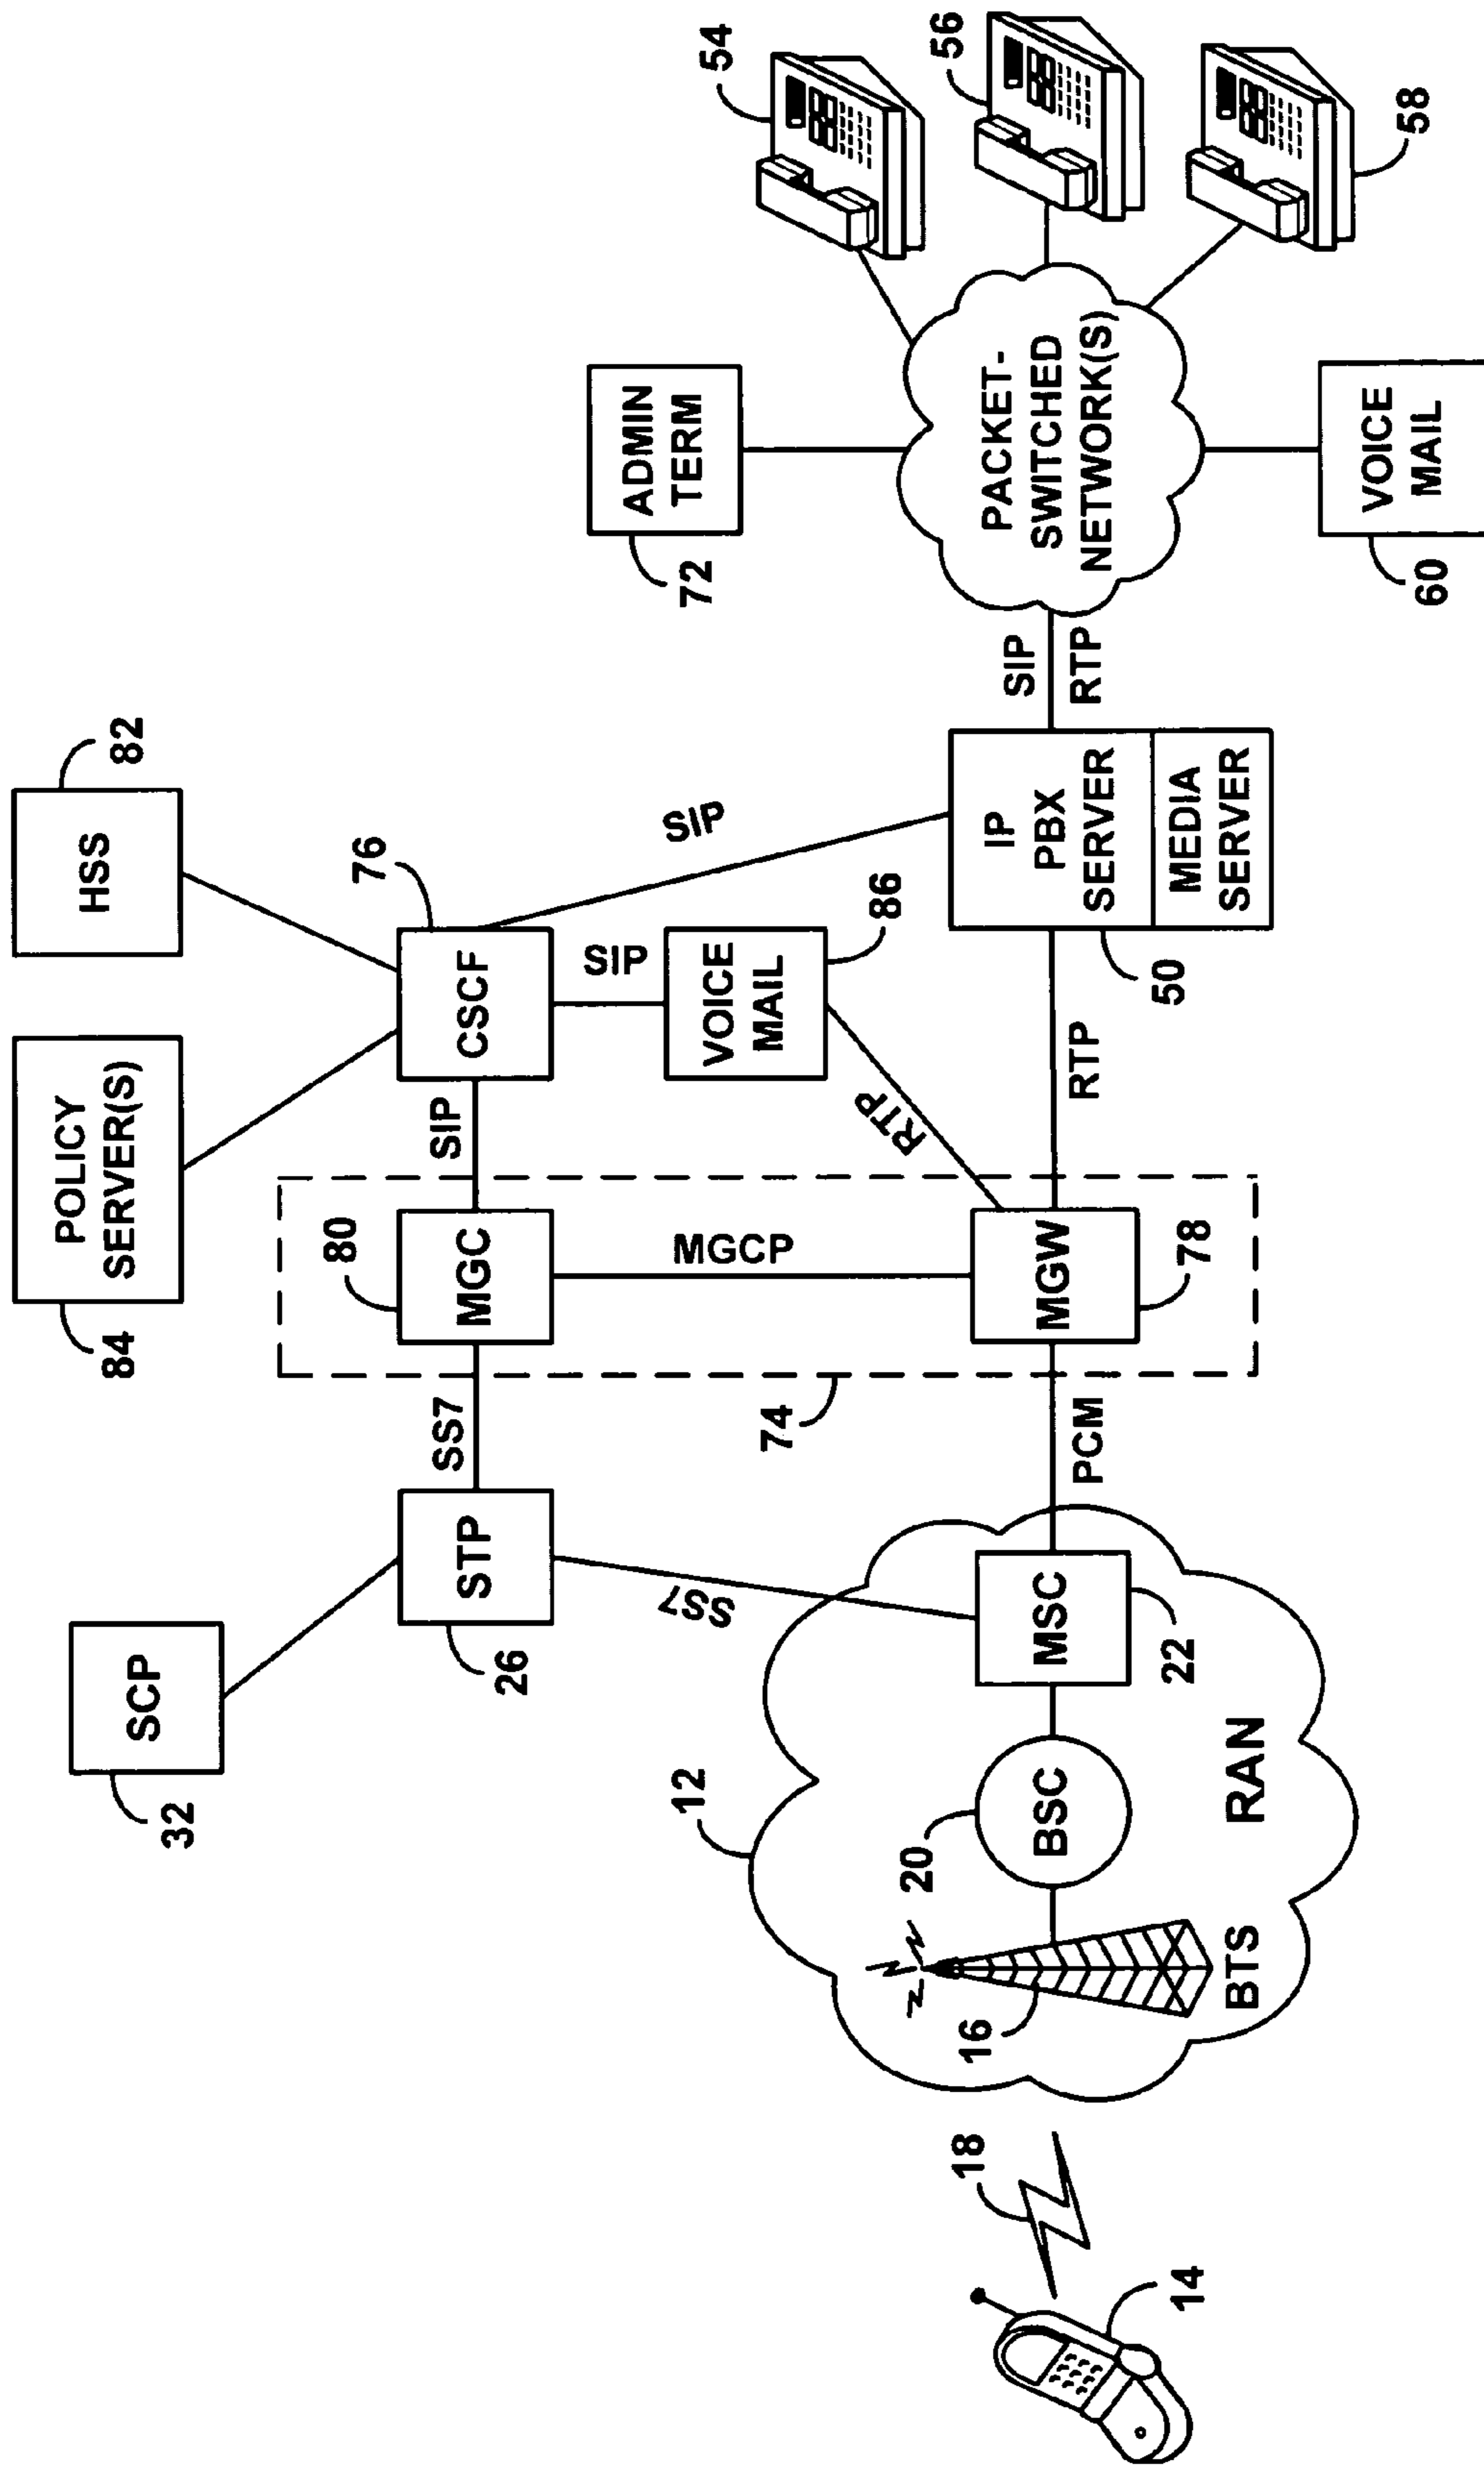 SCP
32
POLICY
SERVER(S)
84
HSS
82
STP
26
SS7
MGC
80
SIP
CSCF
76
ADMIN
TERM
72
54
56
58
SS7
MGCP
74
SIP
VOICE
MAIL
86
RTP
SIP
12
BTS
16
BSC
20
MSC
22
RAN
PCM
MGW
78
RTP
IP
PBX
SERVER
MEDIA
SERVER
50
SIP
RTP
PACKET-
SWITCHED
NETWORK(S)
VOICE
MAIL
60
14
18